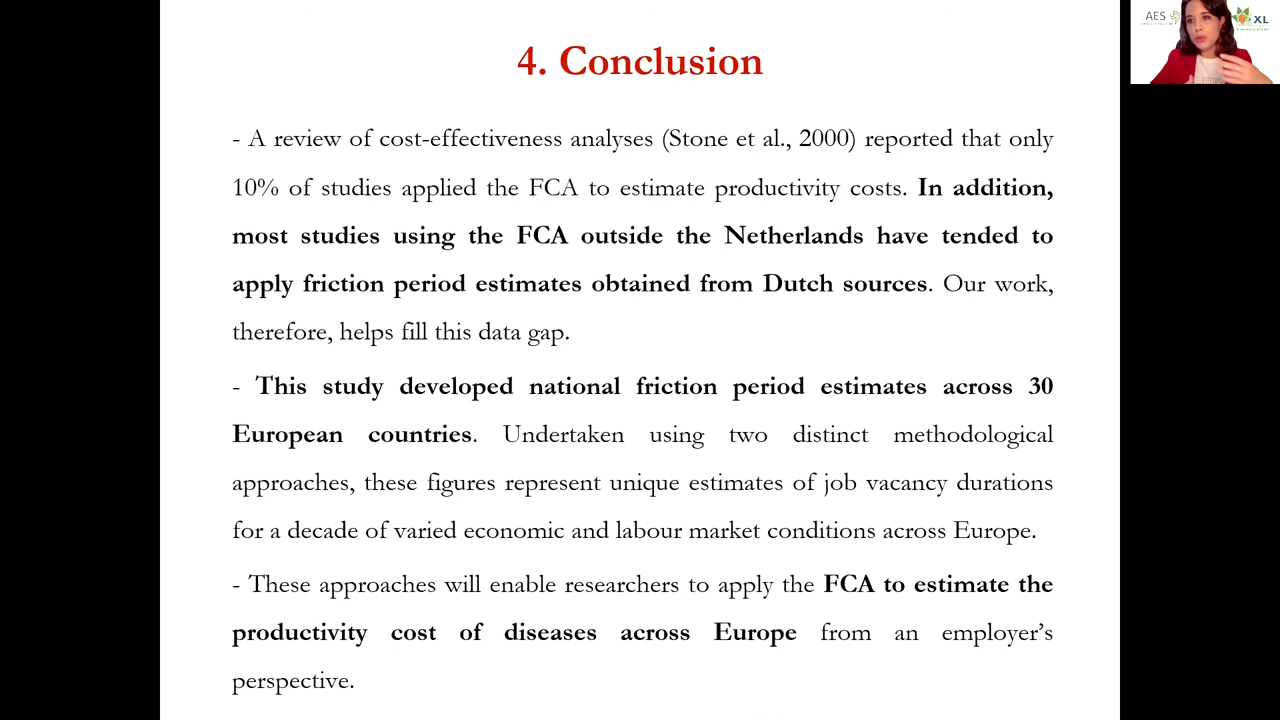 4. Conclusion
- A review of cost-effectiveness analyses (Stone et al., 2000) reported that only
10% of studies applied the FCA to estimate productivity costs. In addition,
most studies using the FCA outside the Netherlands have tended to
apply friction period estimates obtained from Dutch sources. Our work,
therefore, helps fill this data gap.
- This study developed national friction period estimates across 30
European countries. Undertaken using two distinct methodological
approaches, these figures represent unique estimates of job vacancy durations
for a decade of varied economic and labour market conditions across Europe.
- These approaches will enable researchers to apply the FCA to estimate the
productivity cost of diseases across Europe from an employer’s
perspective.
AES
XL